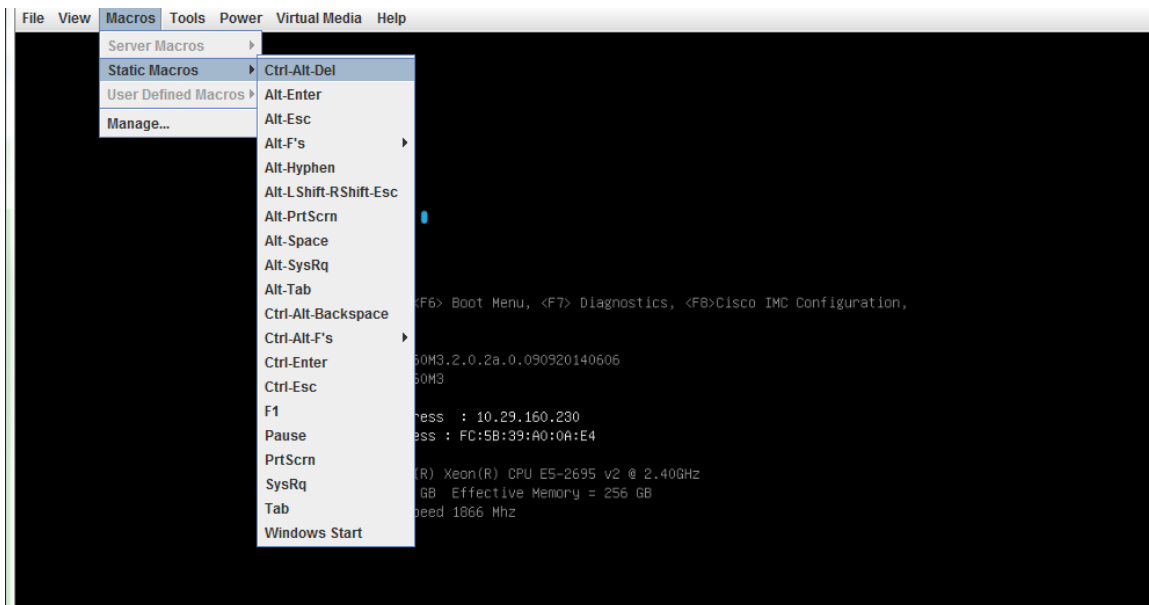 File View Macros Tools Power Virtual Media Help
Server Macros
Static Macros
User Defined Macros
Manage...
Ctrl-Alt-Del
Alt-Enter
Alt-Esc
Alt-F's
Alt-Hyphen
Alt-LShift-RShift-Esc
Alt-PrtScrn
Alt-Space
Alt-SysRq
Alt-Tab
Ctrl-Alt-Backspace
Ctrl-Alt-F's
Ctrl-Enter
Ctrl-Esc
F1
Pause
PrtScrn
SysRq
Tab
Windows Start
<F6> Boot Menu, <F7> Diagnostics, <F8>Cisco IMC Configuration,
50M3.2.0.2a.0.090920140606
50M3
ress : 10.29.160.230
ess : FC:5B:39:A0:0A:E4
(R) Xeon(R) CPU E5-2695 v2 @ 2.40GHz
GB Effective Memory = 256 GB
peed 1866 Mhz